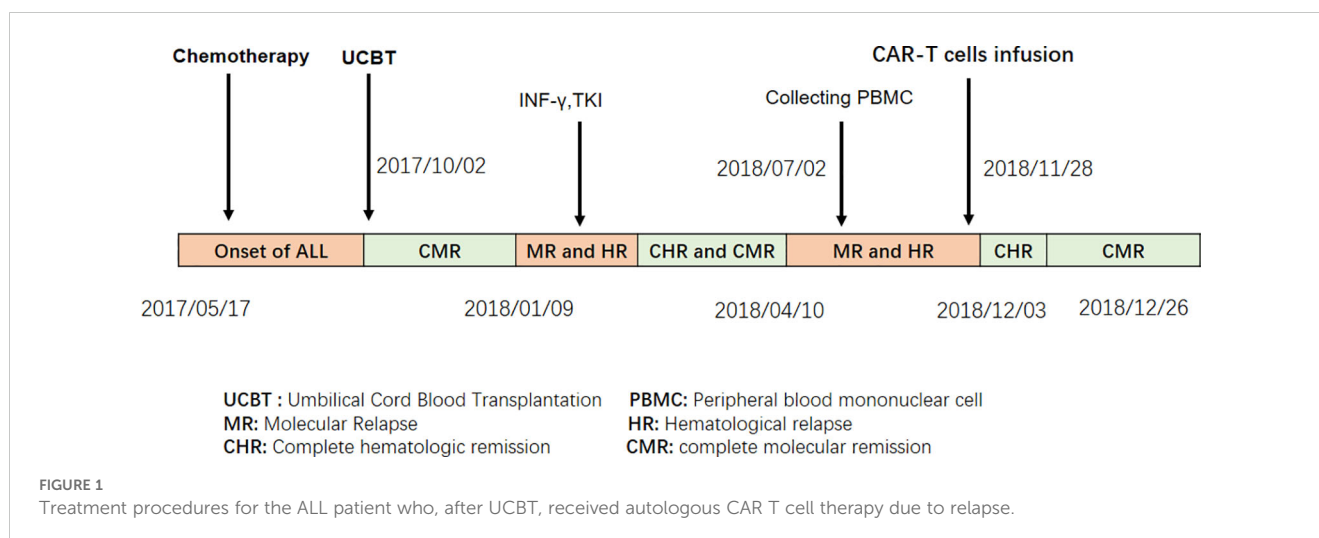 Chemotherapy
UCBT
CAR-T cells infusion
INF-γ,TKI
Collecting PBMC
2017/10/02
2018/07/02
2018/11/28
Onset of ALL
CMR
MR and HR
CHR and CMR
MR and HR
CHR
CMR
2017/05/17
2018/01/09
2018/04/10
2018/12/03
2018/12/26
UCBT : Umbilical Cord Blood Transplantation
PBMC: Peripheral blood mononuclear cell
MR: Molecular Relapse
HR: Hematological relapse
CHR: Complete hematologic remission
CMR: complete molecular remission
FIGURE 1
Treatment procedures for the ALL patient who, after UCBT, received autologous CAR T cell therapy due to relapse.